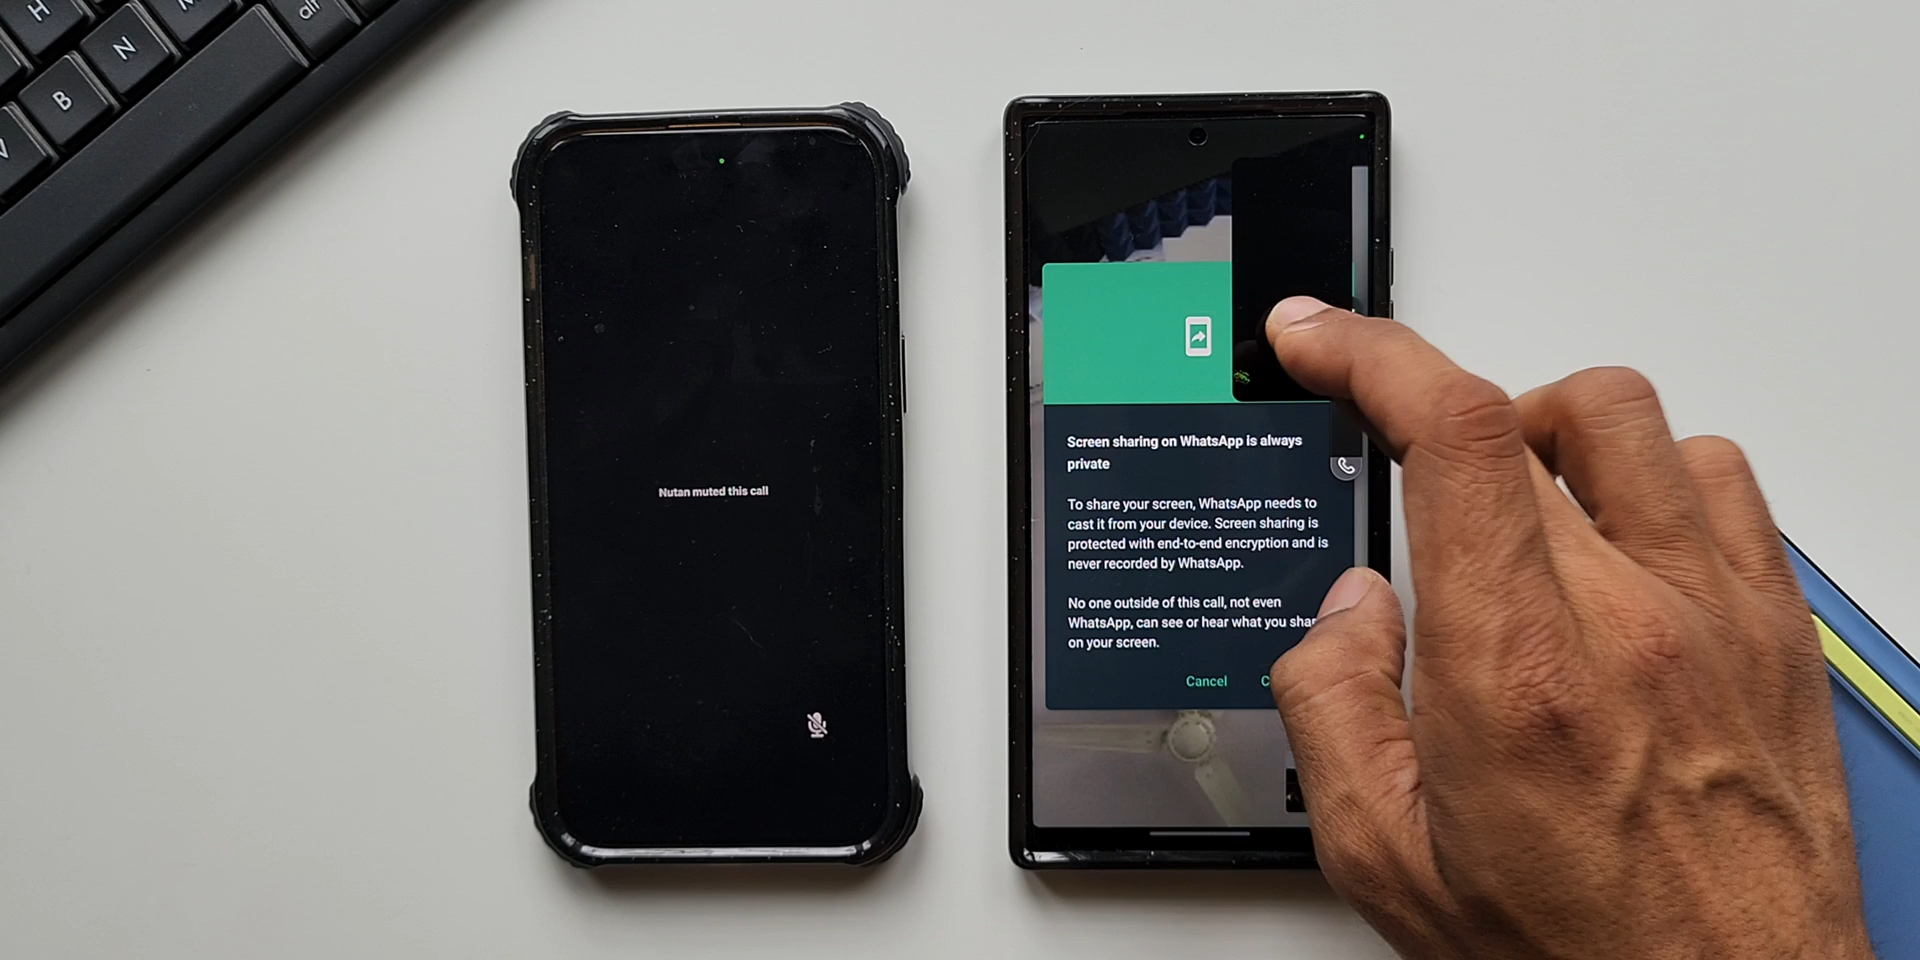 H
M
alt
N
B
V
Nutan muted this call
Screen sharing on WhatsApp is always
private
To share your screen, WhatsApp needs to
cast it from your device. Screen sharing is
protected with end-to-end encryption and is
never recorded by WhatsApp.
No one outside of this call, not even
WhatsApp, can see or hear what you shar
on your screen.
Cancel
C